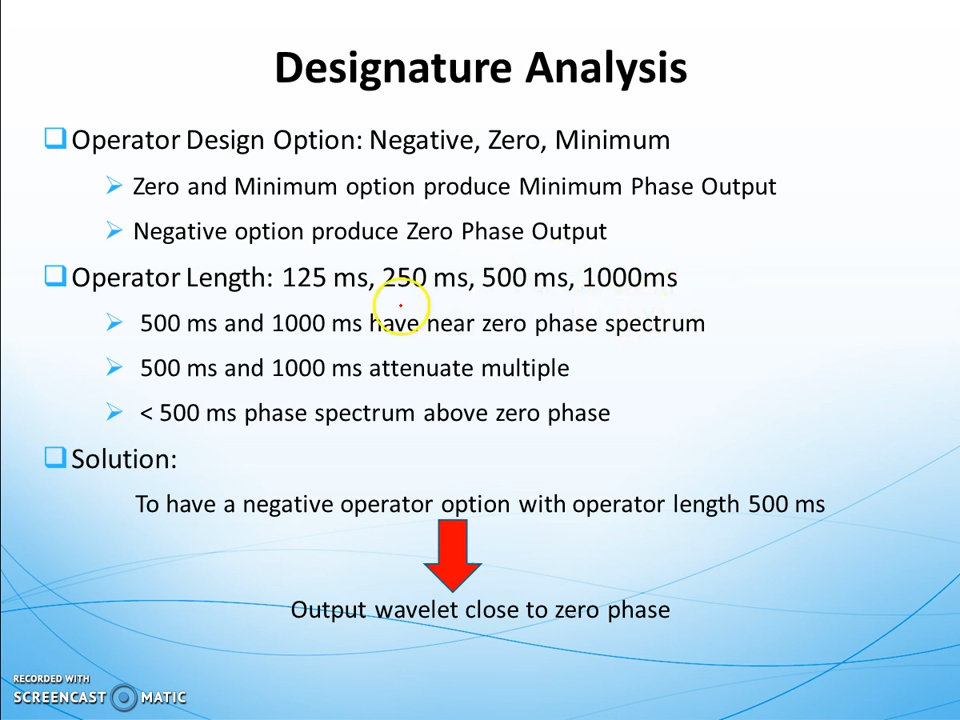 Designature Analysis
Operator Design Option: Negative, Zero, Minimum
Zero and Minimum option produce Minimum Phase Output
Negative option produce Zero Phase Output
Operator Length: 125 ms, 250 ms, 500 ms, 1000ms
500 ms and 1000 ms have near zero phase spectrum
500 ms and 1000 ms attenuate multiple
< 500 ms phase spectrum above zero phase
Solution:
To have a negative operator option with operator length 500 ms
Output wavelet close to zero phase
RECORDED WITH
SCREENCAST MATIC